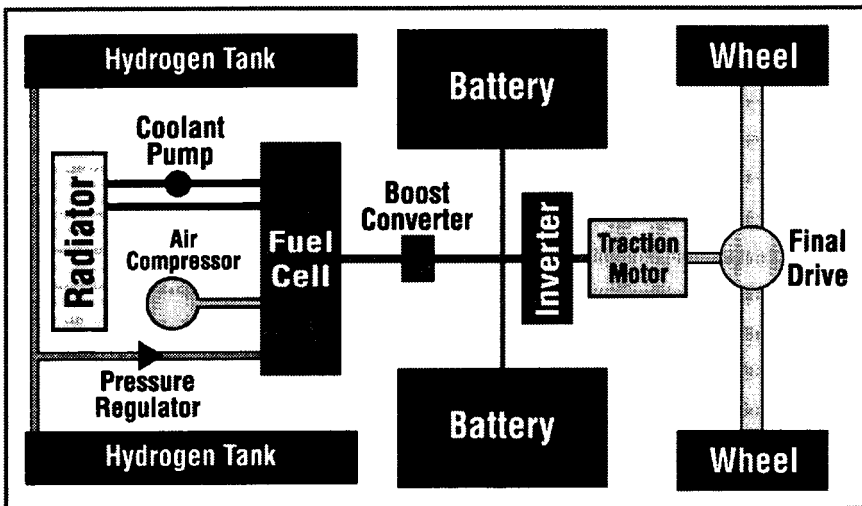 Hydrogen Tank
Battery
Wheel
Coolant
Pump
Radiator
Air
Compressor
Fuel
Cell
Boost
Converter
Inverter
Traction
Motor
Final
Drive
Pressure
Regulator
Hydrogen Tank
Battery
Wheel